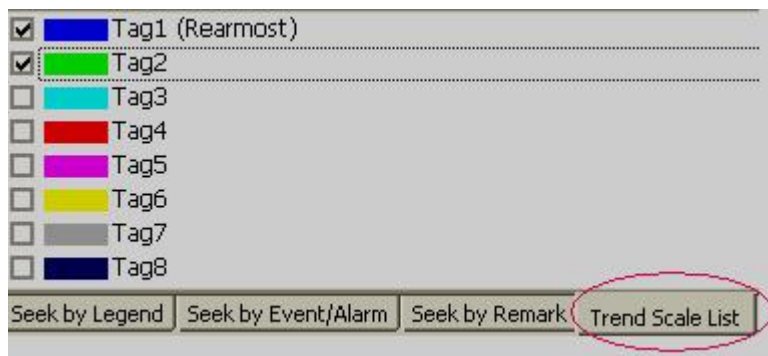 Tag1 (Rearmost)
Tag2
Tag3
Tag4
Tag5
Tag6
Tag7
Tag8
Seek by Legend Seek by Event/Alarm Seek by Remark Trend Scale List